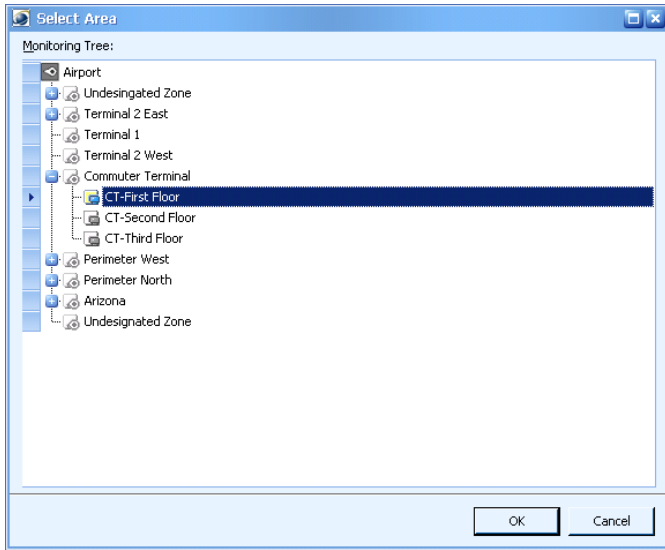 Select Area
Monitoring Tree:
Airport
Undesingated Zone
Terminal 2 East
Terminal 1
Terminal 2 West
Commuter Terminal
CT-First Floor
CT-Second Floor
CT-Third Floor
Perimeter West
Perimeter North
Arizona
Undesignated Zone
OK
Cancel